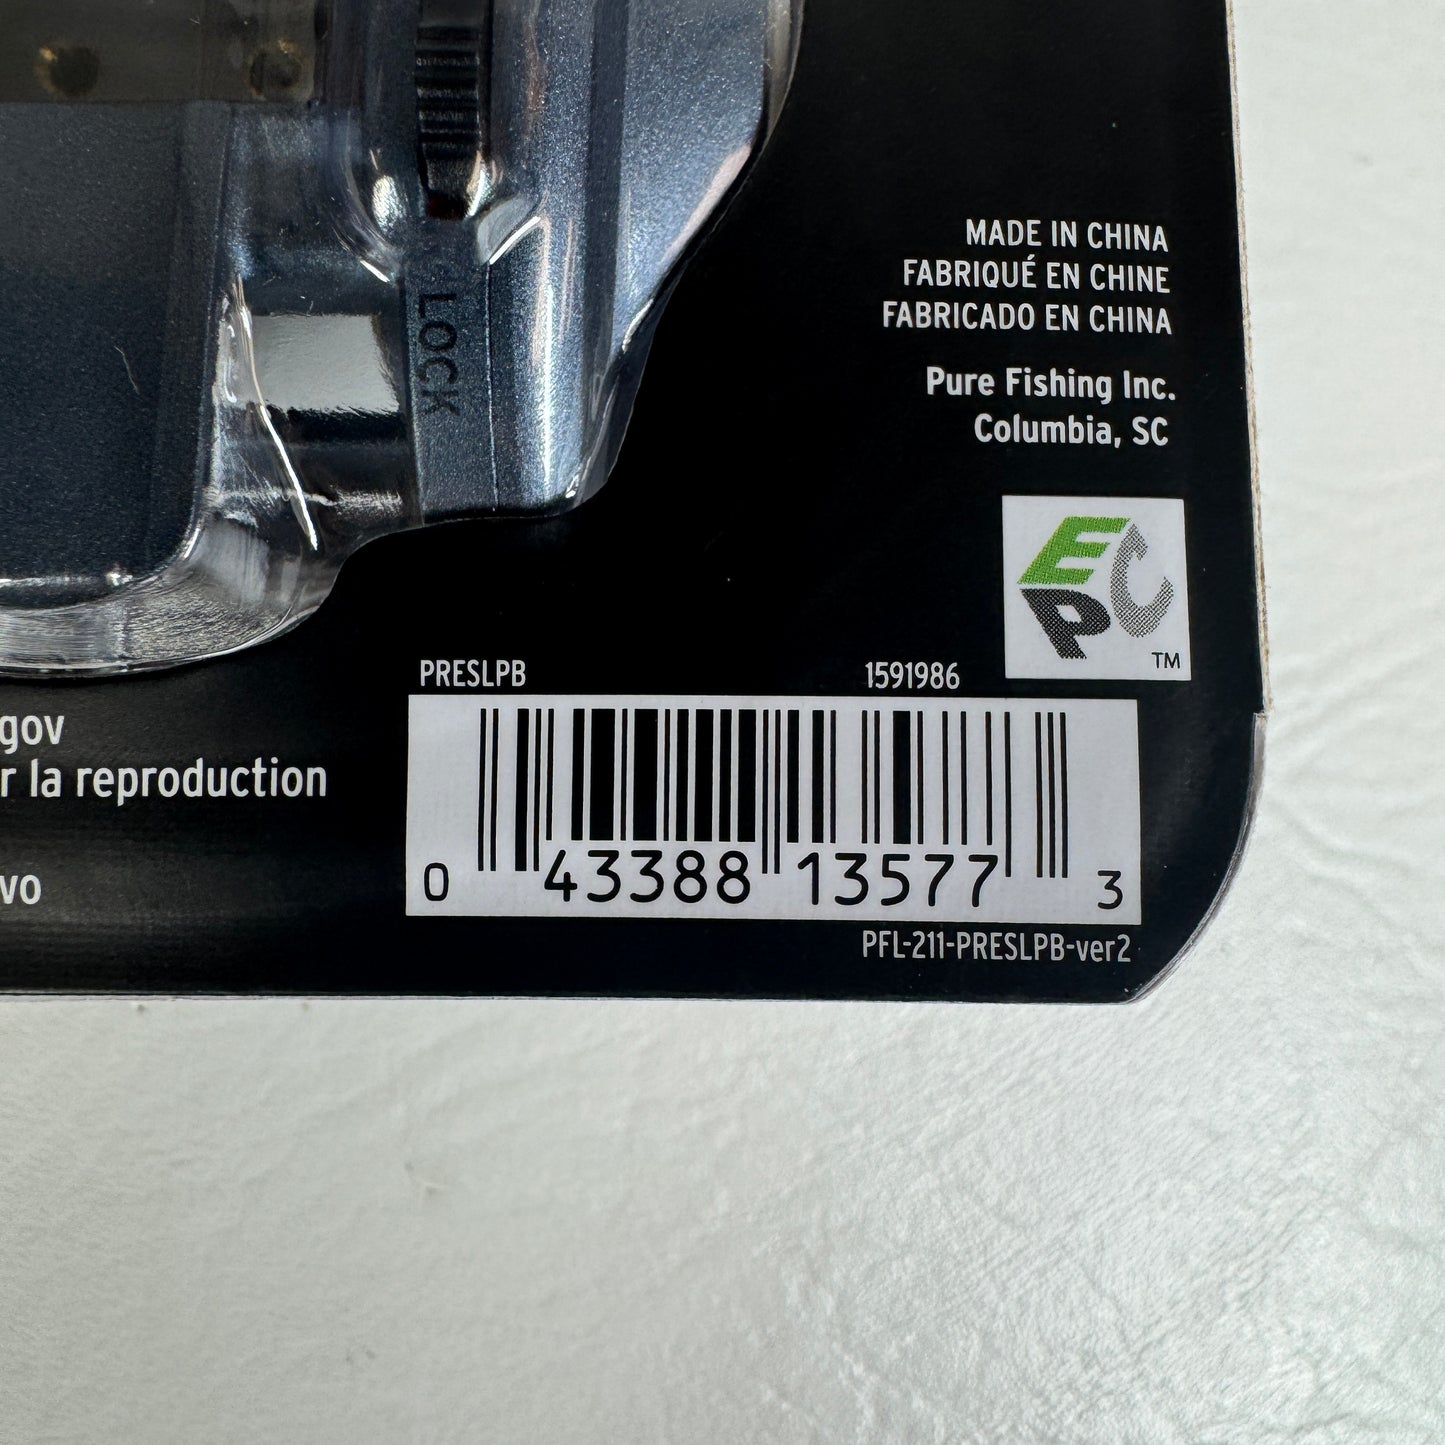 LOCK
MADE IN CHINA
FABRIQUÉ EN CHINE
FABRICADO EN CHINA
Pure Fishing Inc.
Columbia, SC
EPC
TM
PRESLPB 1591986
gov
r la reproduction
vo
0 43388 13577 3
PFL-211-PRESLPB-ver2